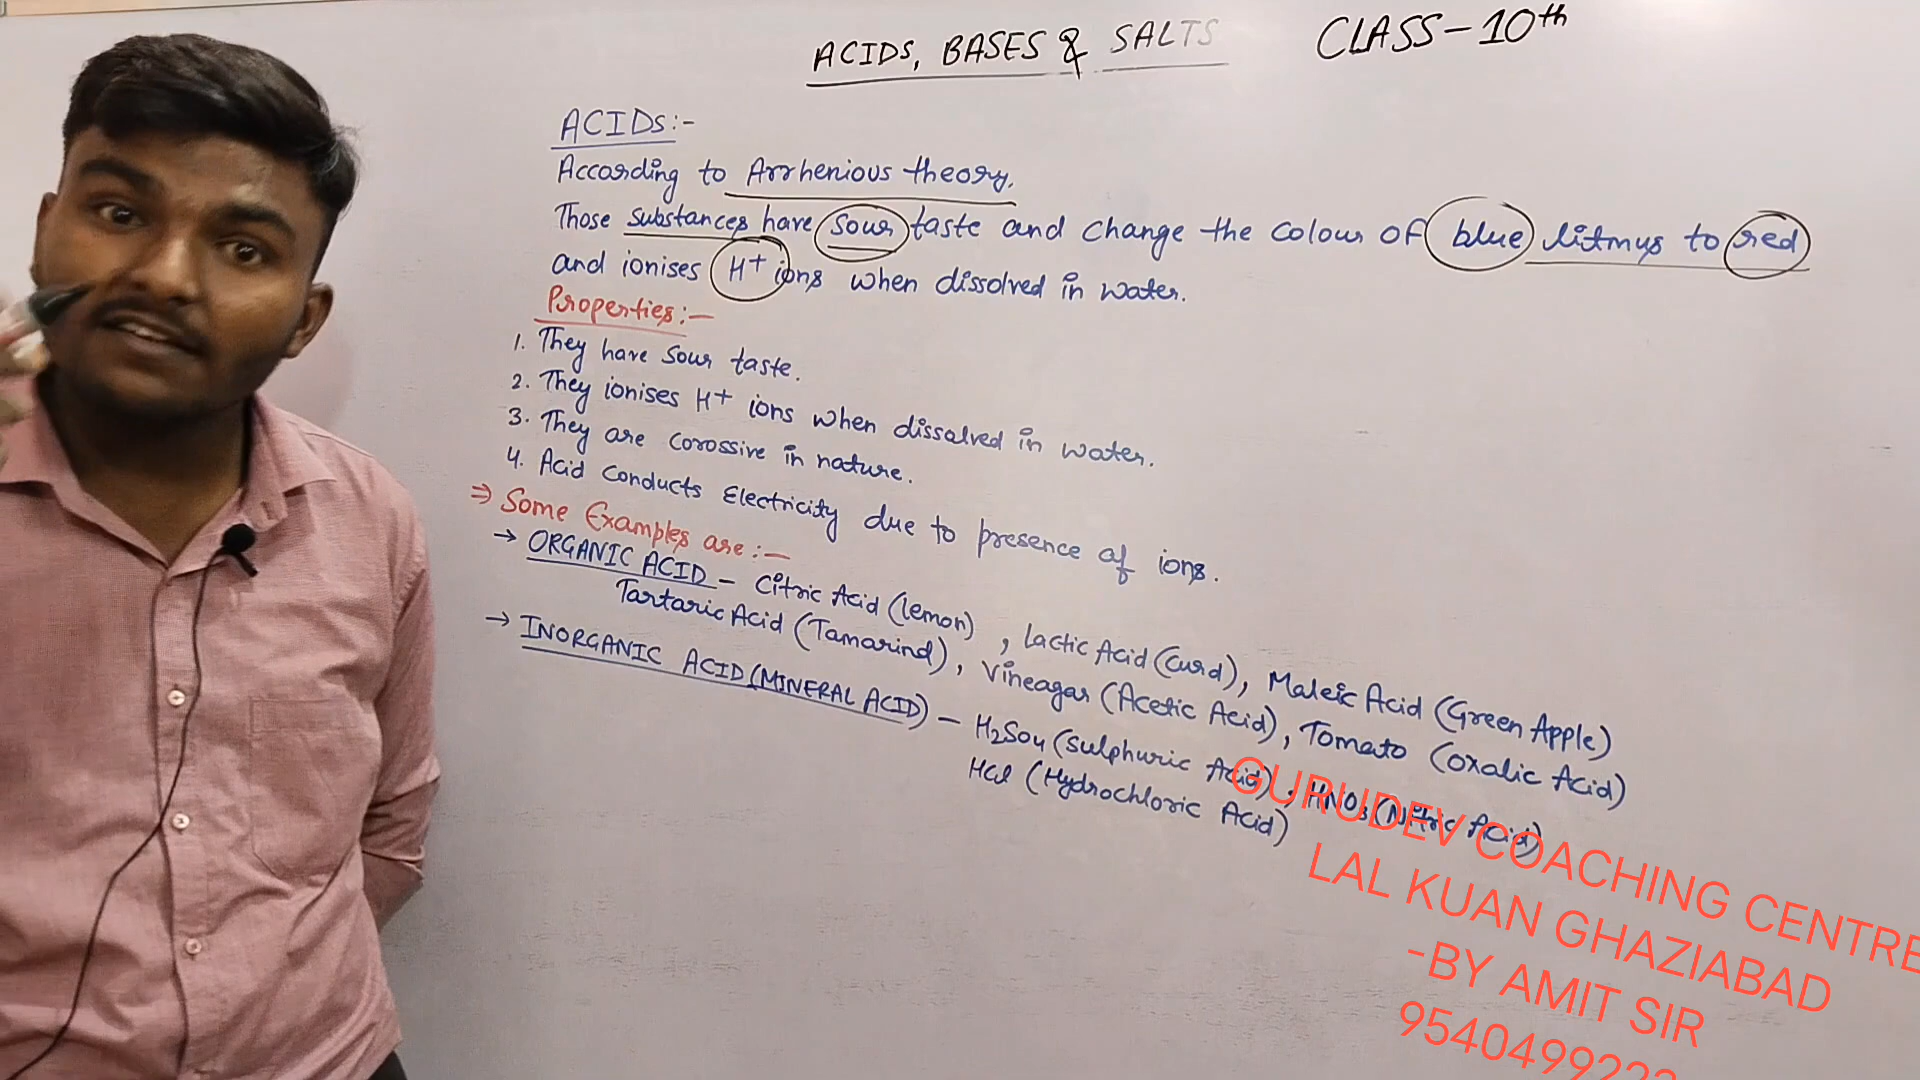 ACIDS, BASES & SALTS CLASS-10th
ACIDs:-
According to Arrhenious theory.
Those substances have sour taste and change the colour of blue litmus to red
and ionises H+ ions when dissolved in water.
Properties:-
1. They have sour taste.
2. They ionises H+ ions when dissalved in water.
3. They are corossive in nature.
4. Acid conducts Electricity due to presence of ions.
⇒ Some Examples are:-
→ ORGANIC ACID - Citric Acid (lemon), Lactic Acid (curd), Maleic Acid (Green Apple)
Tartaric Acid (Tamarind), Vineagar (Acetic Acid), Tomato (oxalic Acid)
→ INORGANIC ACID (MINERAL ACID) - H2So4 (sulphuric Acid), HNO3 (Nitric Acid)
Hcl (Hydrochloric Acid)
GURUDEV COACHING CENTRE
LAL KUAN GHAZIABAD
-BY AMIT SIR